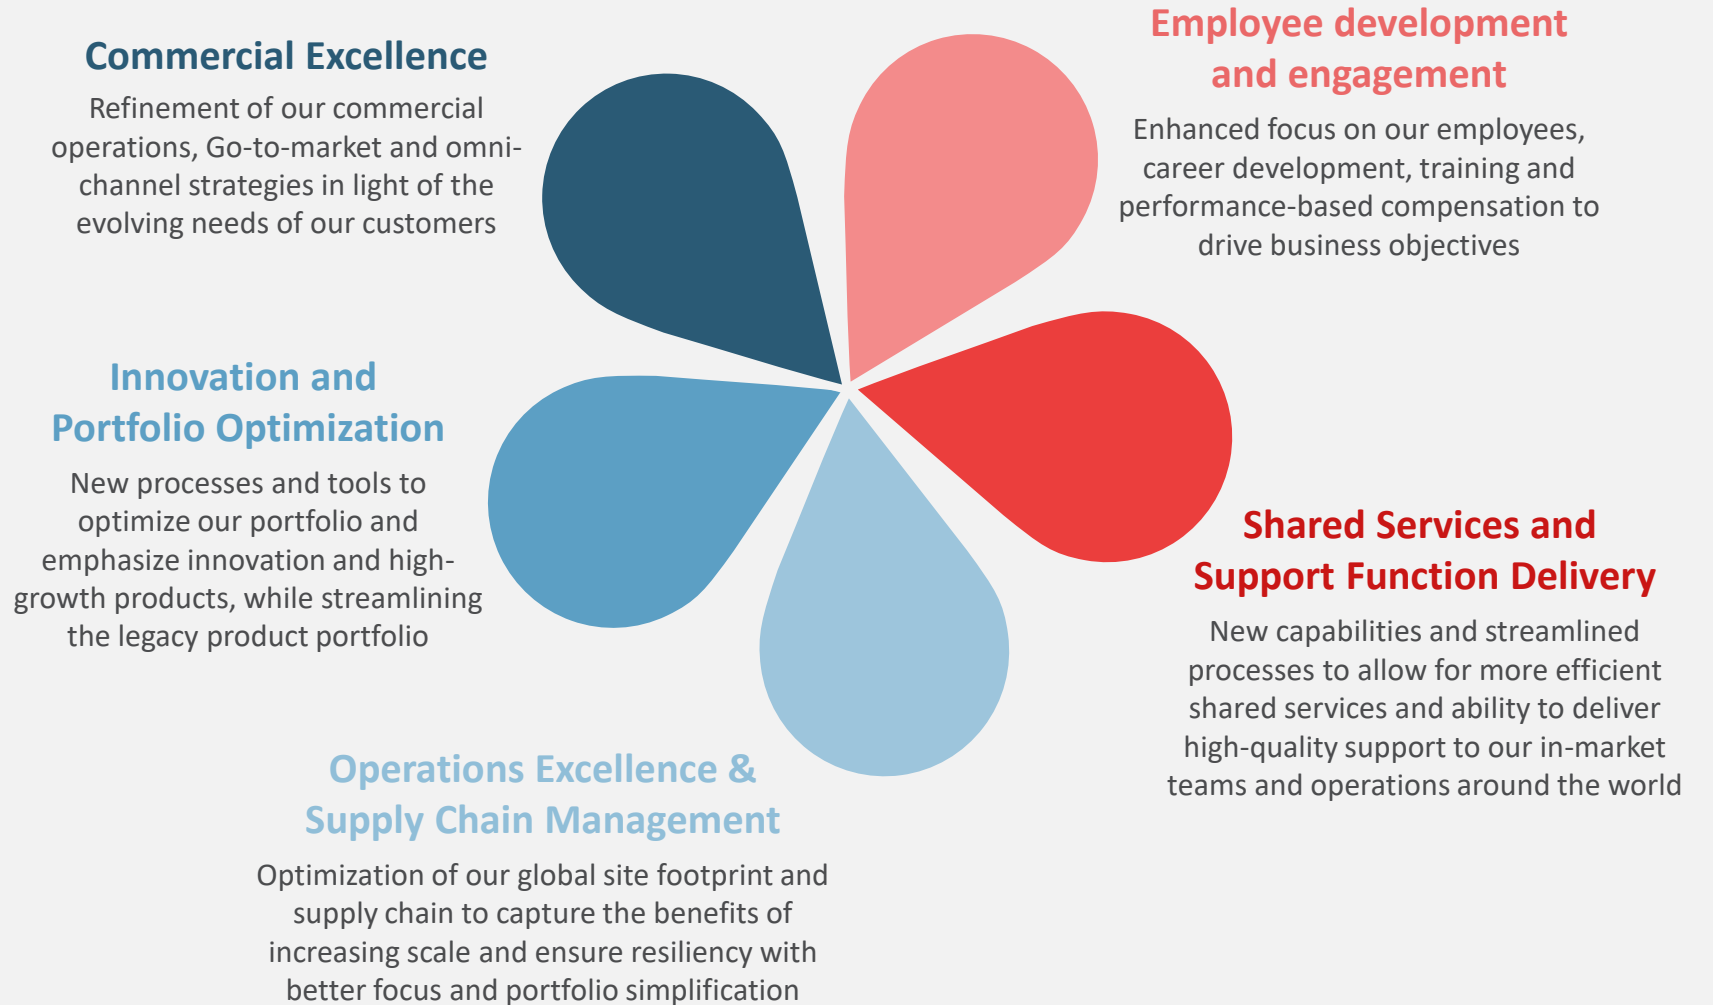 Commercial Excellence
Refinement of our commercial
operations, Go-to-market and omni-
channel strategies in light of the
evolving needs of our customers
Employee development
and engagement
Enhanced focus on our employees,
career development, training and
performance-based compensation to
drive business objectives
Innovation and
Portfolio Optimization
New processes and tools to
optimize our portfolio and
emphasize innovation and high-
growth products, while streamlining
the legacy product portfolio
Shared Services and
Support Function Delivery
New capabilities and streamlined
processes to allow for more efficient
shared services and ability to deliver
high-quality support to our in-market
teams and operations around the world
Operations Excellence &
Supply Chain Management
Optimization of our global site footprint and
supply chain to capture the benefits of
increasing scale and ensure resiliency with
better focus and portfolio simplification